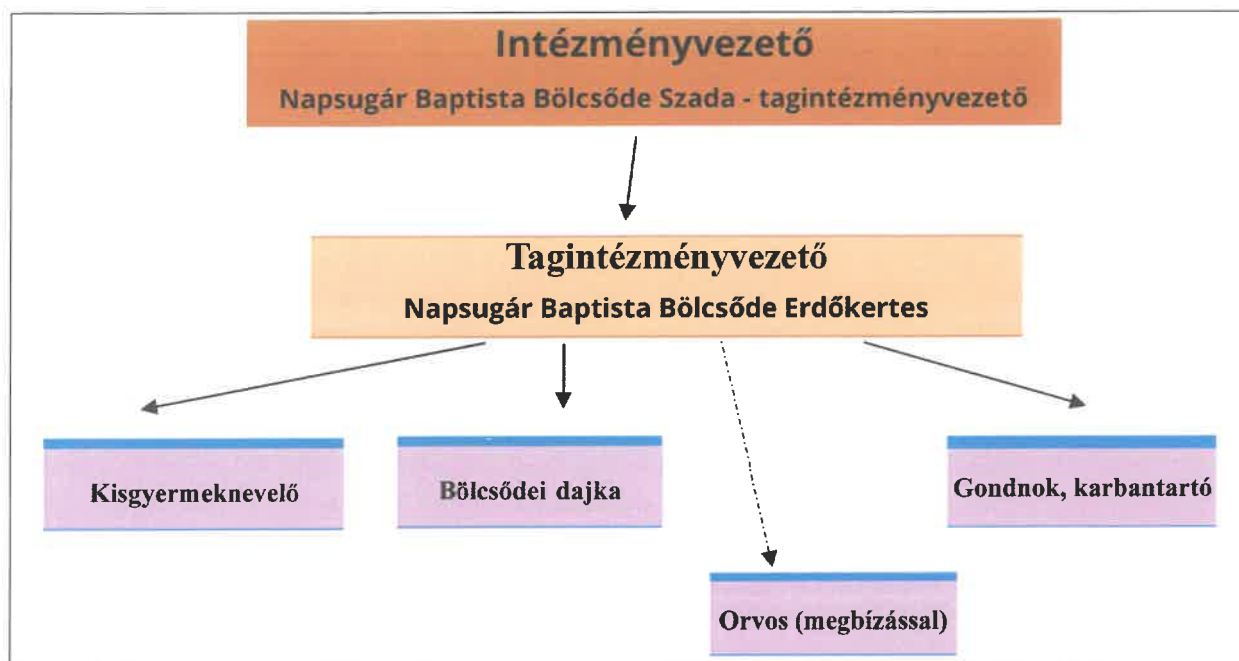 Intézményvezető
Napsugár Baptista Bölcsőde Szada - tagintézményvezető
Tagintézményvezető
Napsugár Baptista Bölcsőde Erdőkertes
Kisgyermeknevelő
Bölcsődei dajka
Gondnok, karbantartó
Orvos (megbízással)